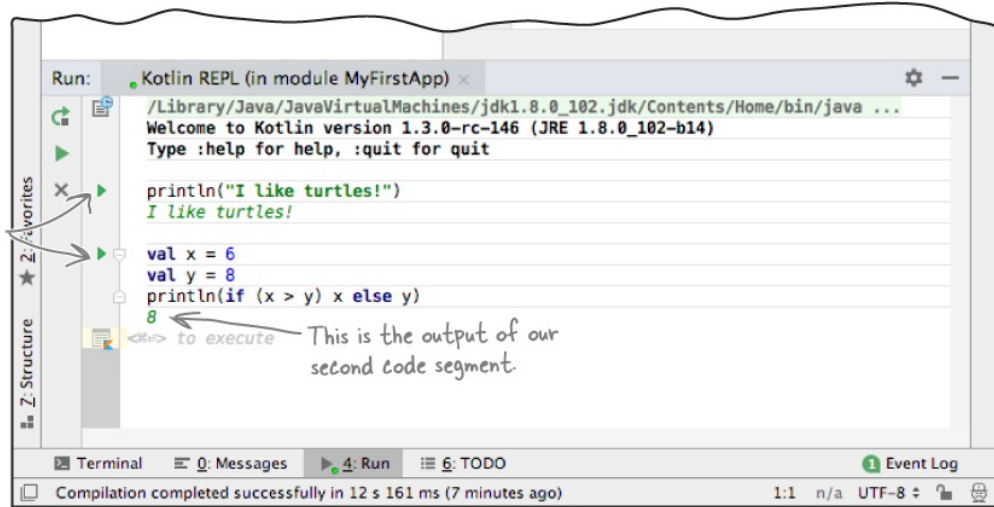 Run: Kotlin REPL (in module MyFirstApp) ×
/Library/Java/JavaVirtualMachines/jdk1.8.0_102.jdk/Contents/Home/bin/java ...
Welcome to Kotlin version 1.3.0-rc-146 (JRE 1.8.0_102-b14)
Type :help for help, :quit for quit
println("I like turtles!")
I like turtles!
val x = 6
val y = 8
println(if (x > y) x else y)
8
<⌘⏎> to execute
This is the output of our
second code segment.
2: Favorites
7: Structure
Terminal 0: Messages 4: Run 6: TODO 1 Event Log
Compilation completed successfully in 12 s 161 ms (7 minutes ago) 1:1 n/a UTF-8